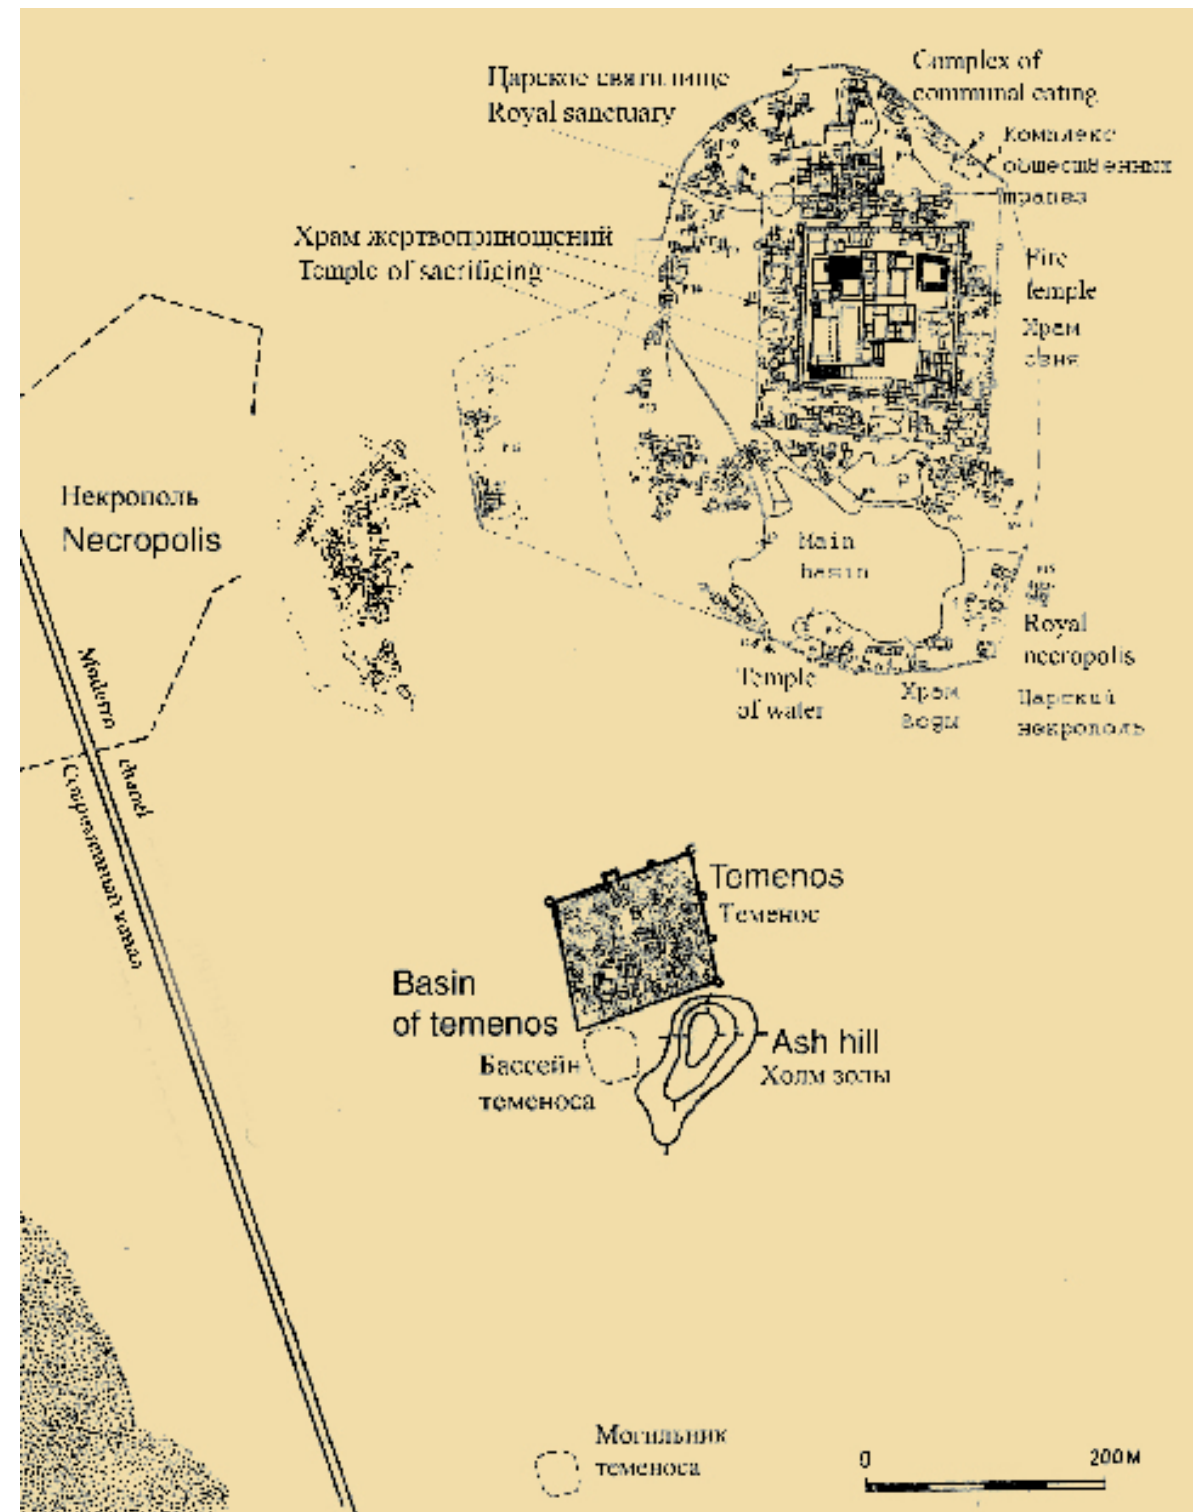 Царское святилище
Royal sanctuary
Complex of
communal eating
Комплекс
общественных
трапез
Храм жертвоприношений
Temple of sacrificing
Fire
temple
Храм
огня
Некрополь
Necropolis
Main
basin
Royal
necropolis
Царский
некрополь
Temple
of water
Храм
воды
Modern
chanel
Современный канал
Temenos
Теменос
Basin
of temenos
Бассейн
теменоса
Ash hill
Холм золы
Могильник
теменоса
0 200 м